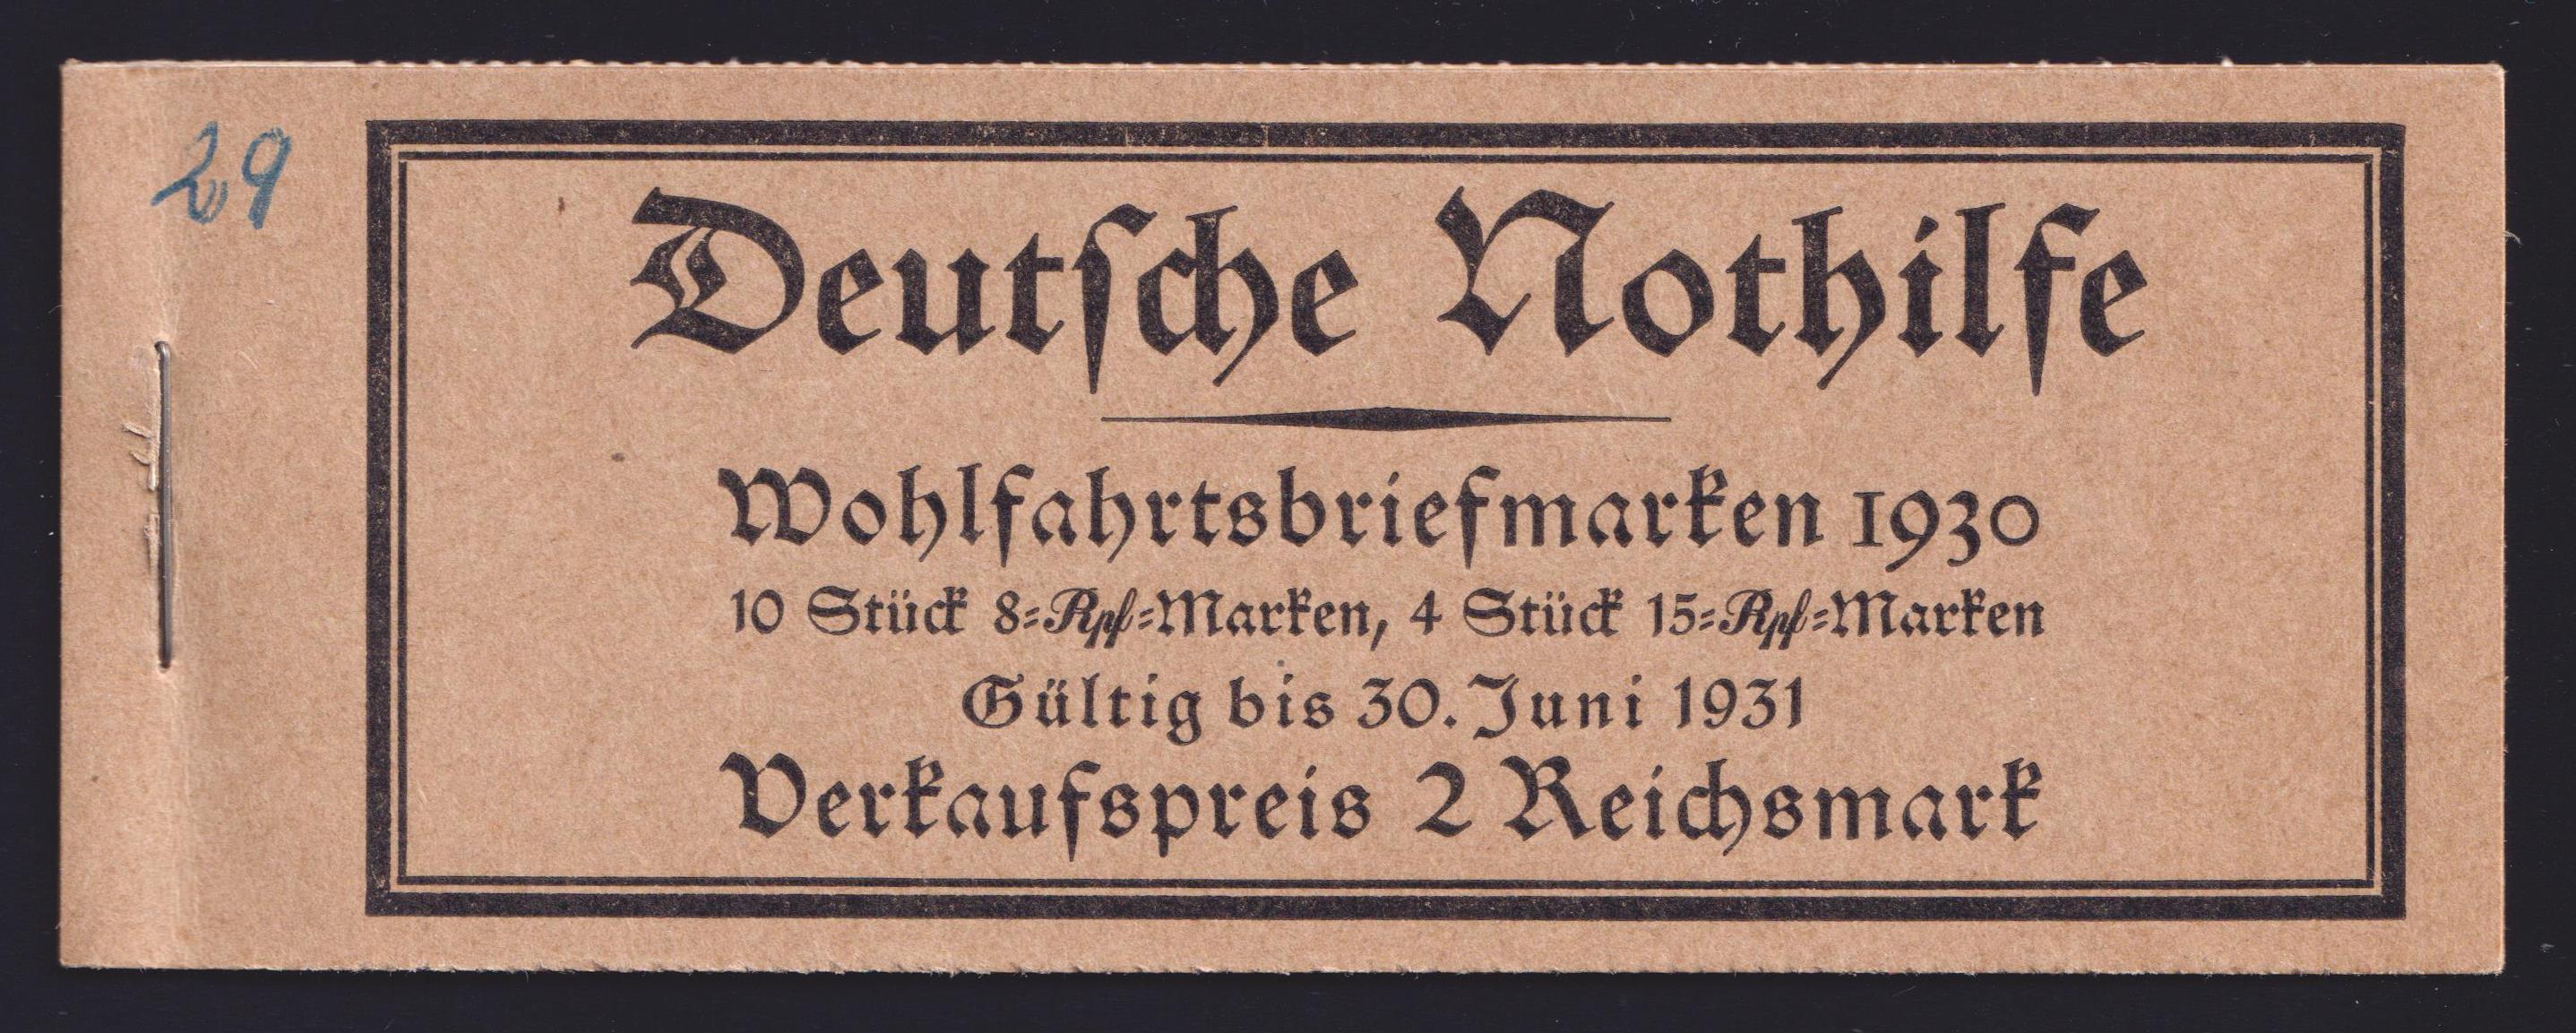 29
Deutſche Nothilfe
Wohlfahrtsbriefmarken 1930
10 Stück 8=Rpf=Marken, 4 Stück 15=Rpf=Marken
Gültig bis 30. Juni 1931
Verkaufspreis 2 Reichsmark